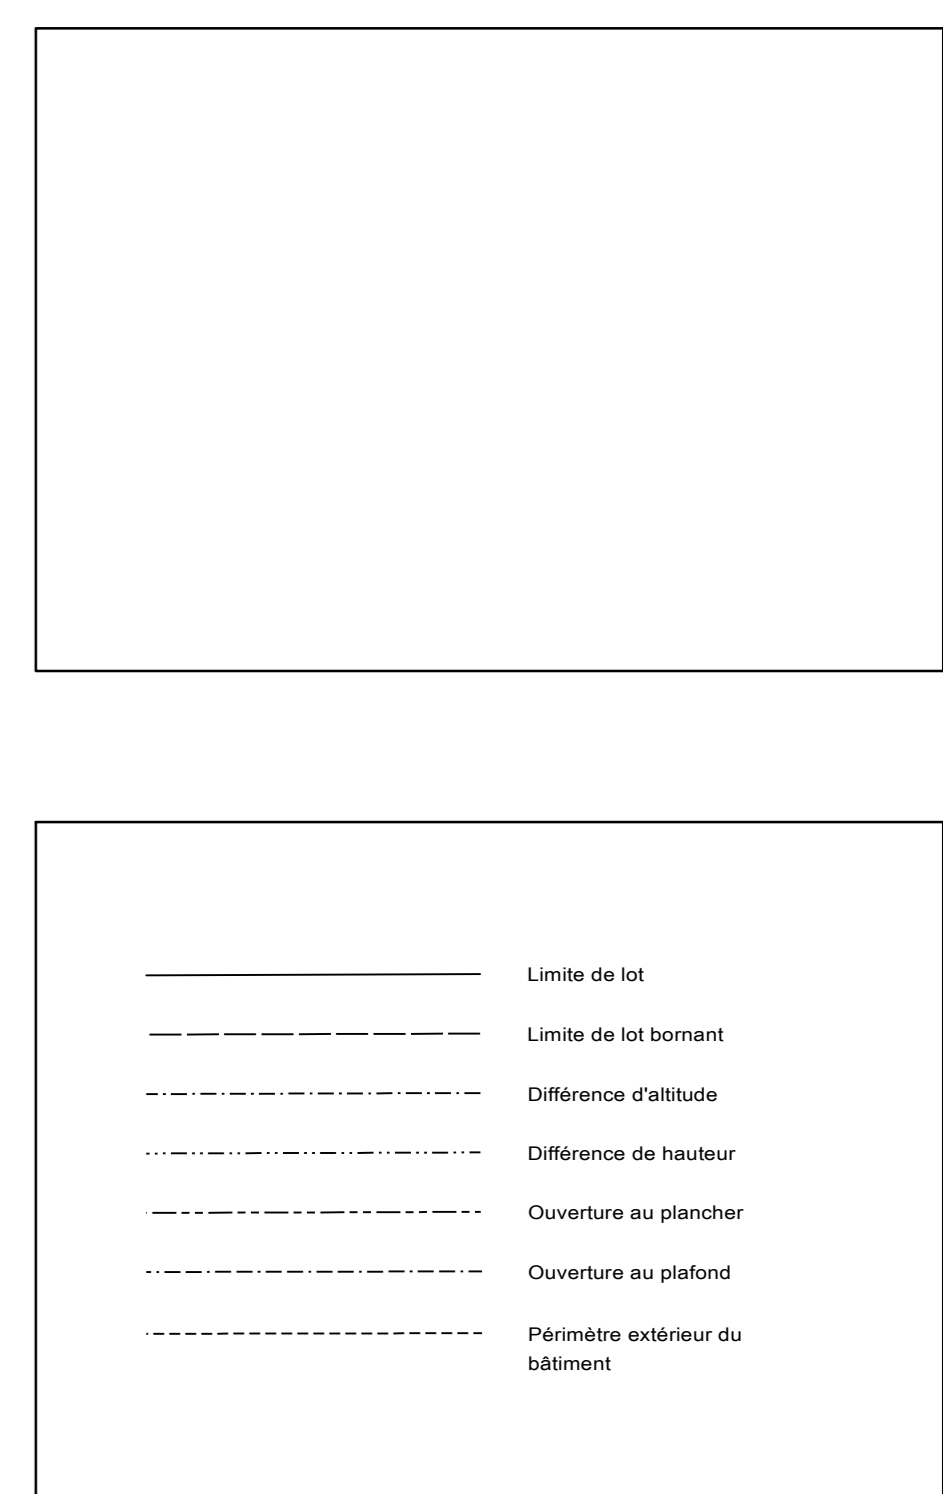 Limite de lot
Limite de lot bornant
Différence d'altitude
Différence de hauteur
Ouverture au plancher
Ouverture au plafond
Périmètre extérieur du
bâtiment